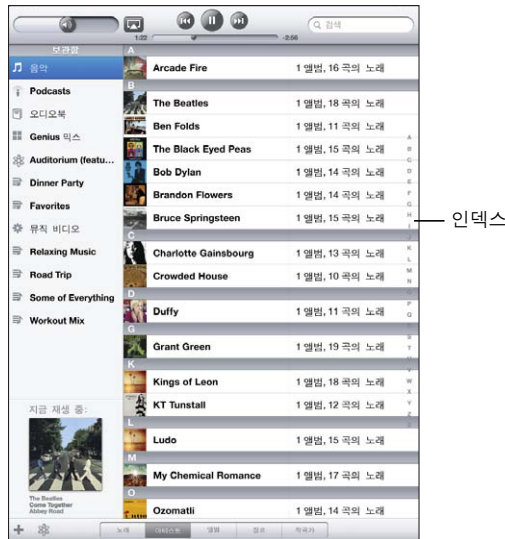 1:22 -2:56 검색
보관함
음악
Podcasts
오디오북
Genius 믹스
Auditorium (featu...
Dinner Party
Favorites
뮤직 비디오
Relaxing Music
Road Trip
Some of Everything
Workout Mix
지금 재생 중:
The Beatles
Come Together
Abbey Road
A
Arcade Fire 1 앨범, 16 곡의 노래
B
The Beatles 1 앨범, 18 곡의 노래
Ben Folds 1 앨범, 11 곡의 노래
The Black Eyed Peas 1 앨범, 15 곡의 노래
Bob Dylan 1 앨범, 14 곡의 노래
Brandon Flowers 1 앨범, 14 곡의 노래
Bruce Springsteen 1 앨범, 15 곡의 노래
C
Charlotte Gainsbourg 1 앨범, 13 곡의 노래
Crowded House 1 앨범, 10 곡의 노래
D
Duffy 1 앨범, 11 곡의 노래
G
Grant Green 1 앨범, 19 곡의 노래
K
Kings of Leon 1 앨범, 18 곡의 노래
KT Tunstall 1 앨범, 12 곡의 노래
L
Ludo 1 앨범, 15 곡의 노래
M
My Chemical Romance 1 앨범, 17 곡의 노래
O
Ozomatli 1 앨범, 14 곡의 노래
노래 아티스트 앨범 장르 작곡가
인덱스